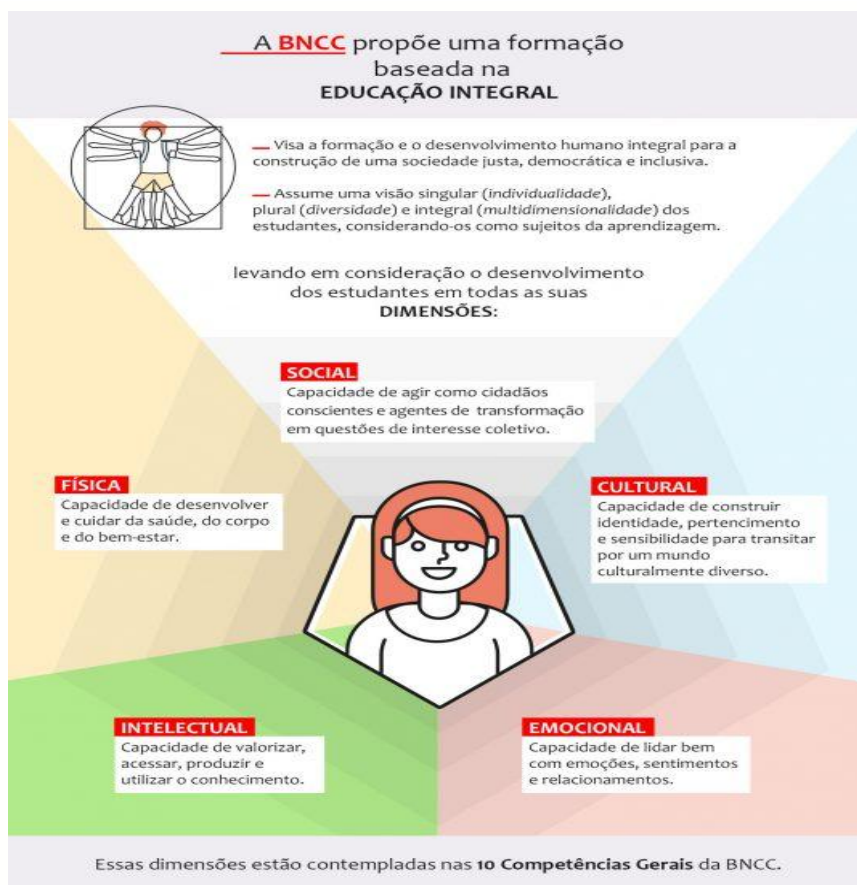 A BNCC propõe uma formação
baseada na
EDUCAÇÃO INTEGRAL
— Visa a formação e o desenvolvimento humano integral para a
construção de uma sociedade justa, democrática e inclusiva.
— Assume uma visão singular (individualidade),
plural (diversidade) e integral (multidimensionalidade) dos
estudantes, considerando-os como sujeitos da aprendizagem.
levando em consideração o desenvolvimento
dos estudantes em todas as suas
DIMENSÕES:
SOCIAL
Capacidade de agir como cidadãos
conscientes e agentes de transformação
em questões de interesse coletivo.
FÍSICA
Capacidade de desenvolver
e cuidar da saúde, do corpo
e do bem-estar.
CULTURAL
Capacidade de construir
identidade, pertencimento
e sensibilidade para transitar
por um mundo
culturalmente diverso.
INTELECTUAL
Capacidade de valorizar,
acessar, produzir e
utilizar o conhecimento.
EMOCIONAL
Capacidade de lidar bem
com emoções, sentimentos
e relacionamentos.
Essas dimensões estão contempladas nas 10 Competências Gerais da BNCC.